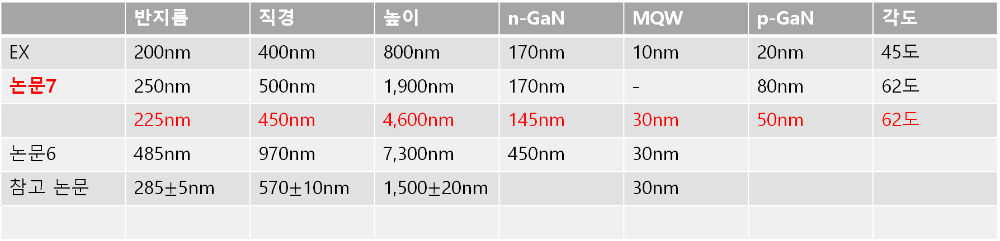 반지름 직경 높이 n-GaN MQW p-GaN 각도
EX 200nm 400nm 800nm 170nm 10nm 20nm 45도
논문7 250nm 500nm 1,900nm 170nm - 80nm 62도
225nm 450nm 4,600nm 145nm 30nm 50nm 62도
논문6 485nm 970nm 7,300nm 450nm 30nm
참고 논문 285±5nm 570±10nm 1,500±20nm 30nm